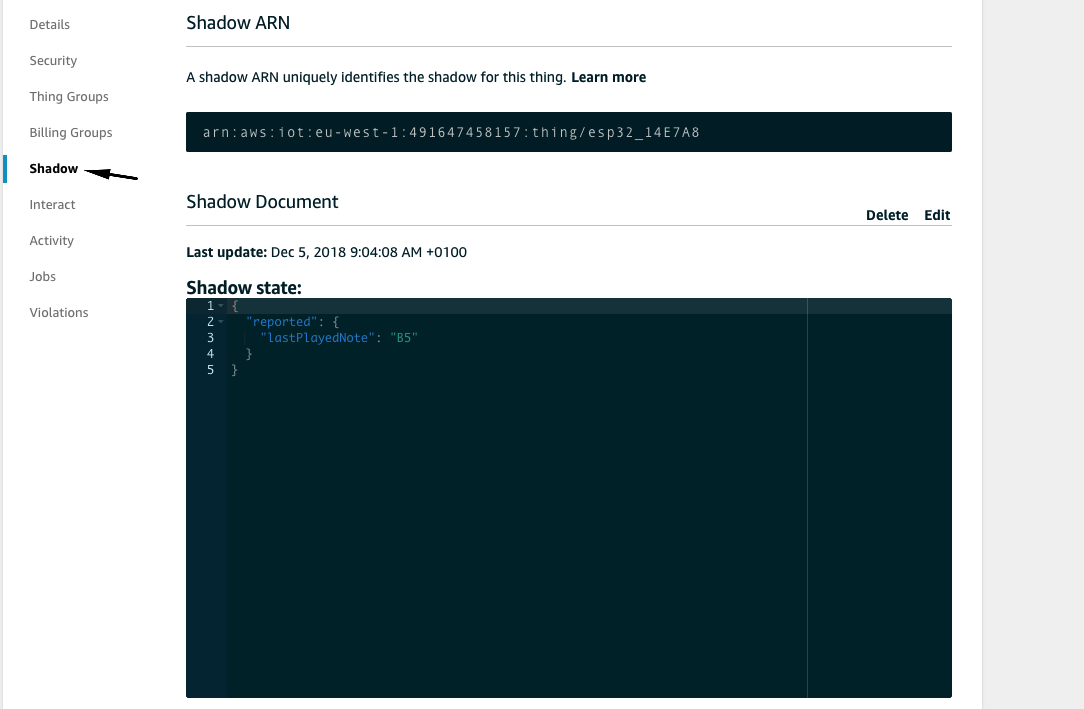 Details
Security
Thing Groups
Billing Groups
Shadow
Interact
Activity
Jobs
Violations
Shadow ARN
A shadow ARN uniquely identifies the shadow for this thing. Learn more
arn:aws:iot:eu-west-1:491647458157:thing/esp32_14E7A8
Shadow Document
Delete Edit
Last update: Dec 5, 2018 9:04:08 AM +0100
Shadow state:
1 {
2 "reported": {
3 "lastPlayedNote": "B5"
4 }
5 }